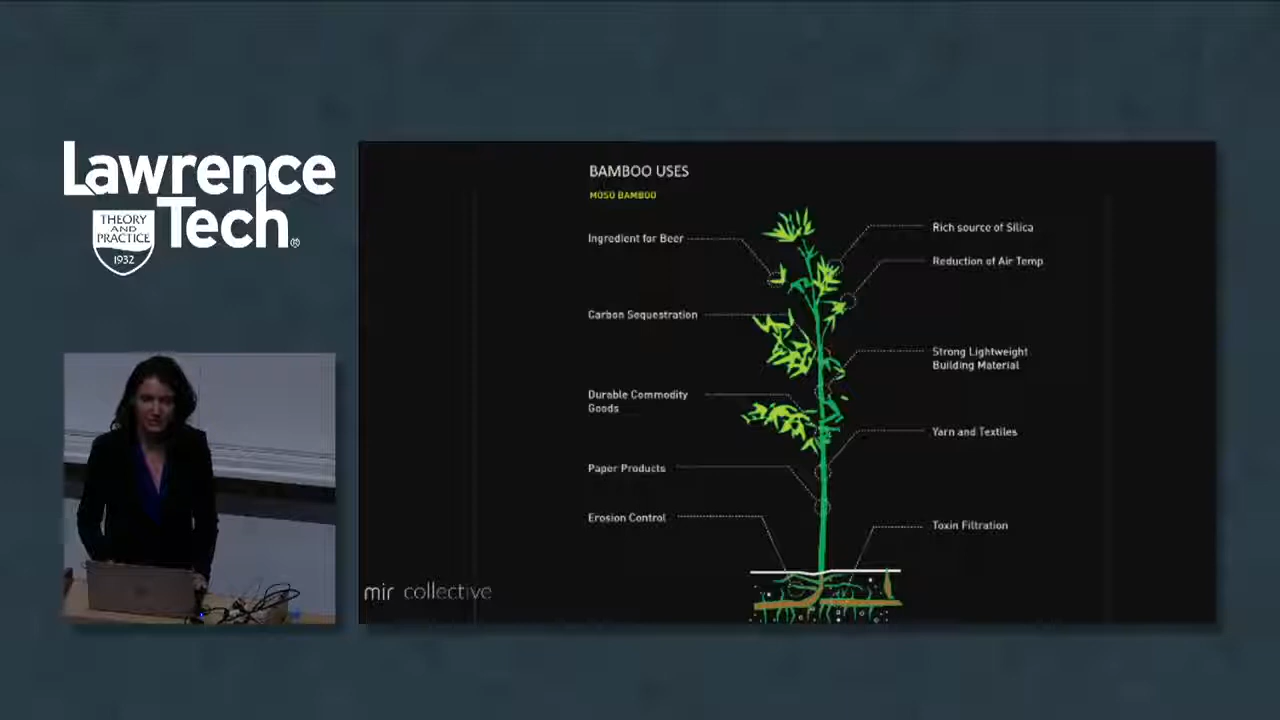 Lawrence
Tech®
THEORY
AND
PRACTICE
1932
BAMBOO USES
MOSO BAMBOO
Ingredient for Beer
Carbon Sequestration
Durable Commodity
Goods
Paper Products
Erosion Control
Rich source of Silica
Reduction of Air Temp
Strong Lightweight
Building Material
Yarn and Textiles
Toxin Filtration
mir collective